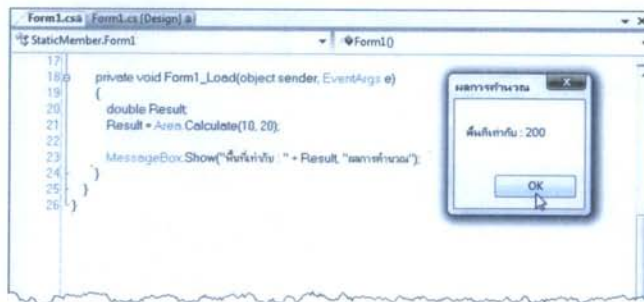 Form1.cs
Form1.cs [Design]
StaticMember.Form1
Form1()
17
18 private void Form1_Load(object sender, EventArgs e)
19 {
20 double Result;
21 Result = Area.Calculate(10, 20);
22
23 MessageBox.Show("พื้นที่เท่ากับ : " + Result, "ผลการคำนวณ");
24 }
25 }
26 }
ผลการคำนวณ
พื้นที่เท่ากับ : 200
OK